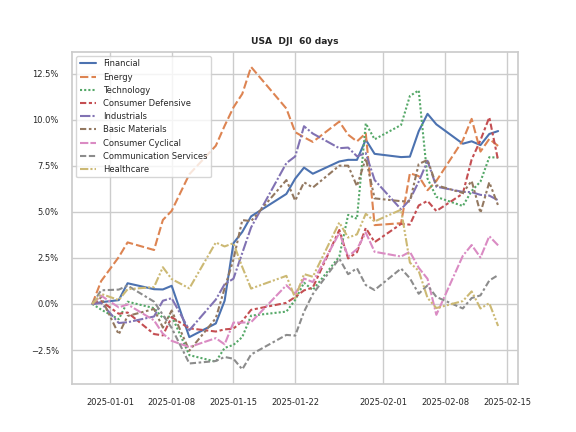 USA  DJI  60 days
Financial
Energy
Technology
Consumer Defensive
Industrials
Basic Materials
Consumer Cyclical
Communication Services
Healthcare
12.5%
10.0%
7.5%
5.0%
2.5%
0.0%
−2.5%
2025-01-01 2025-01-08 2025-01-15 2025-01-22 2025-02-01 2025-02-08 2025-02-15